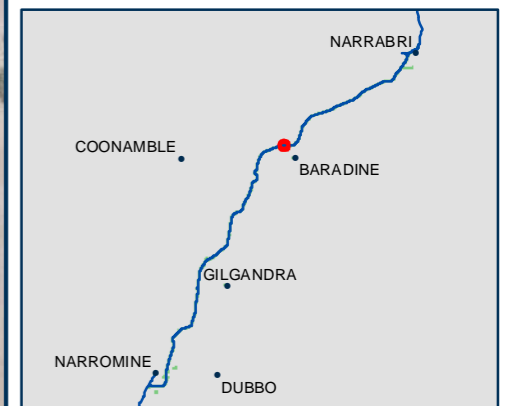 NARRABRI
COONAMBLE
BARADINE
GILGANDRA
NARROMINE
DUBBO